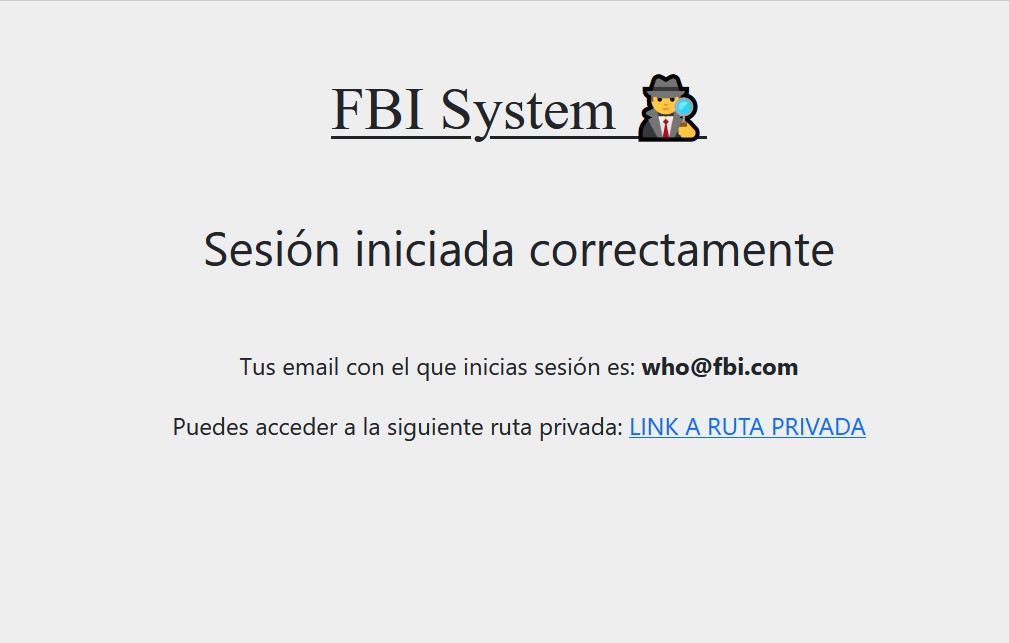 FBI System
Sesión iniciada correctamente
Tus email con el que inicias sesión es: who@fbi.com
Puedes acceder a la siguiente ruta privada: LINK A RUTA PRIVADA